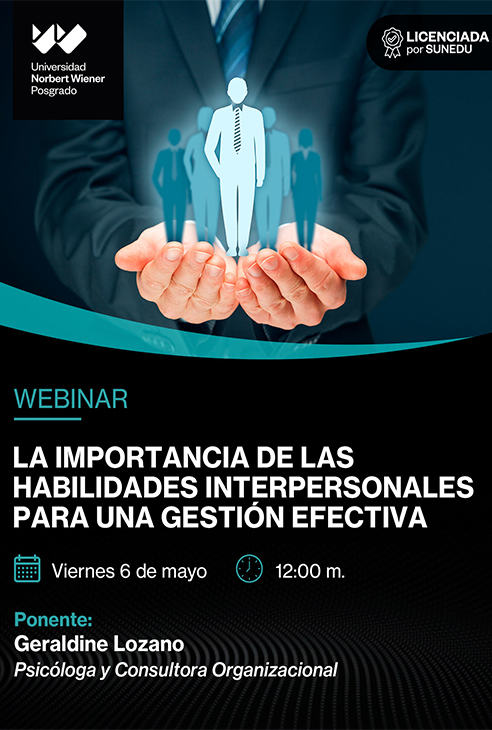 Universidad
Norbert Wiener
Posgrado
LICENCIADA
por SUNEDU
WEBINAR
LA IMPORTANCIA DE LAS
HABILIDADES INTERPERSONALES
PARA UNA GESTIÓN EFECTIVA
Viernes 6 de mayo
12:00 m.
Ponente:
Geraldine Lozano
Psicóloga y Consultora Organizacional